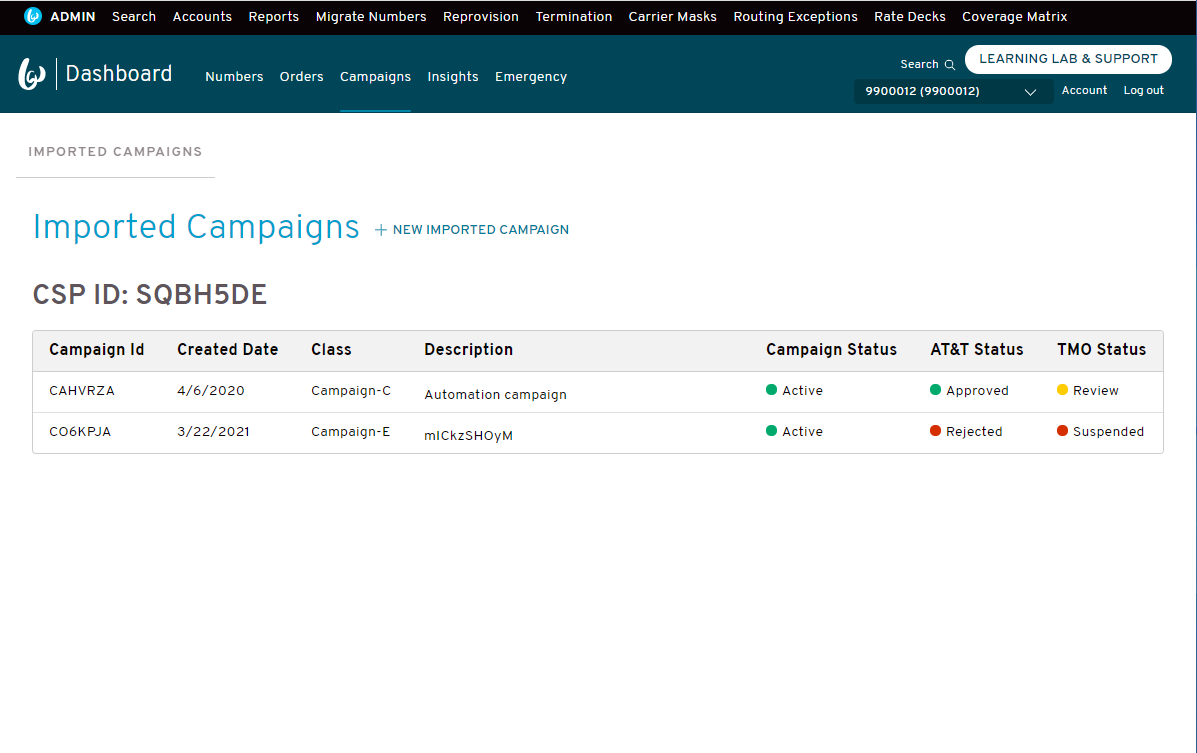 ADMIN Search Accounts Reports Migrate Numbers Reprovision Termination Carrier Masks Routing Exceptions Rate Decks Coverage Matrix
Dashboard Numbers Orders Campaigns Insights Emergency
Search LEARNING LAB & SUPPORT
9900012 (9900012) Account Log out
IMPORTED CAMPAIGNS
Imported Campaigns + NEW IMPORTED CAMPAIGN
CSP ID: SQBH5DE
Campaign Id Created Date Class Description Campaign Status AT&T Status TMO Status
CAHVRZA 4/6/2020 Campaign-C Automation campaign Active Approved Review
CO6KPJA 3/22/2021 Campaign-E mICkzSHOyM Active Rejected Suspended